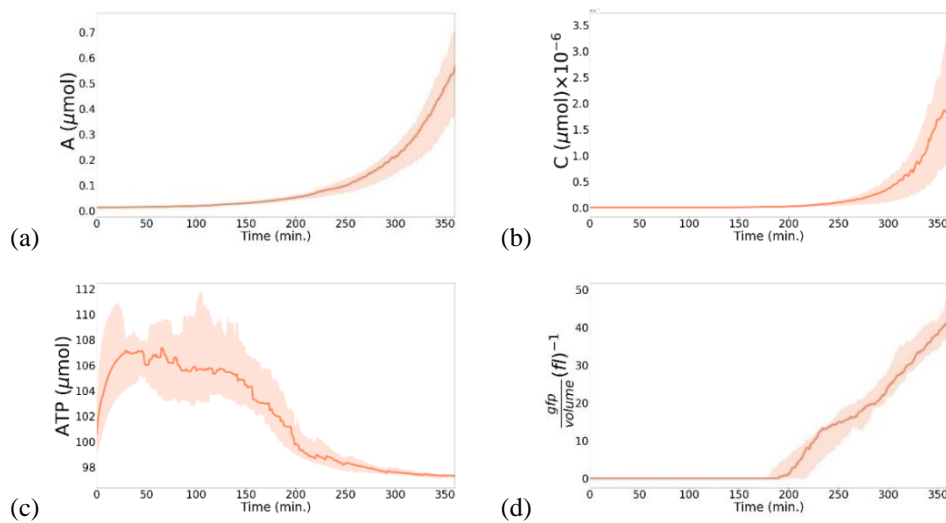 0.7
0.6
0.5
0.4
0.3
0.2
0.1
0.0
A (μmol)
0 50 100 150 200 250 300 350
Time (min.)
(a)
3.5
3.0
2.5
2.0
1.5
1.0
0.5
0.0
C (μmol)×10⁻⁶
0 50 100 150 200 250 300 350
Time (min.)
(b)
112
110
108
106
104
102
100
98
ATP (μmol)
0 50 100 150 200 250 300 350
Time (min.)
(c)
50
40
30
20
10
0
gfp
volume (fl)⁻¹
0 50 100 150 200 250 300 350
Time (min.)
(d)